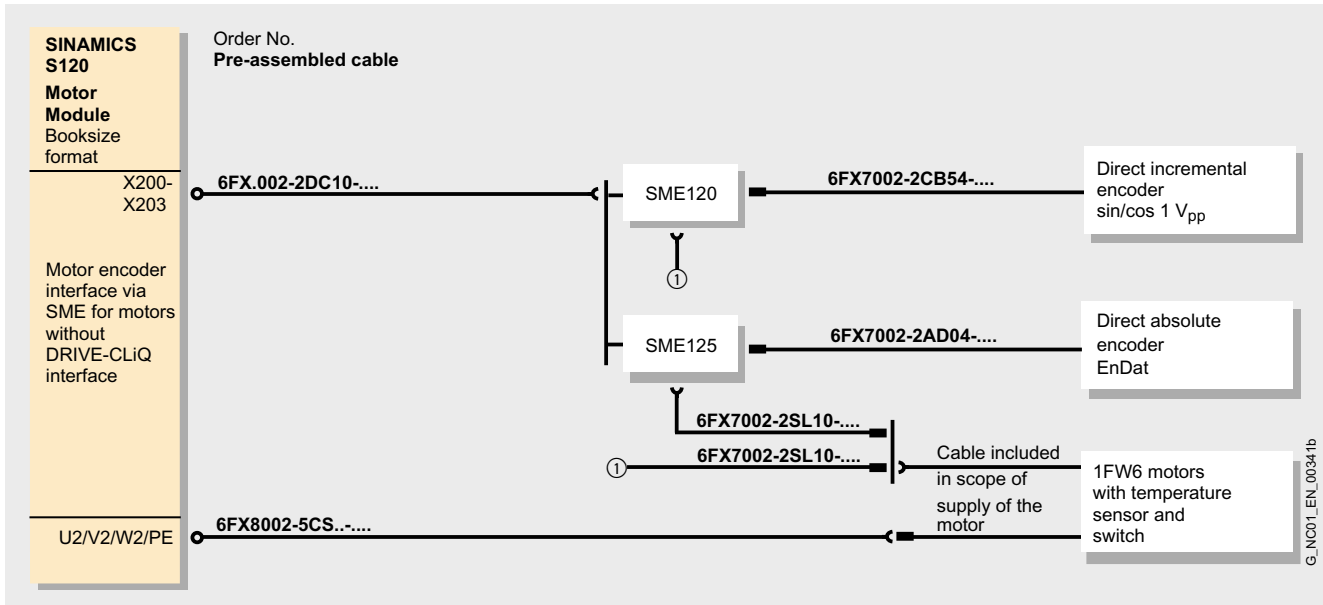 SINAMICS
S120
Motor
Module
Booksize
format
Order No.
Pre-assembled cable
X200-
X203
6FX.002-2DC10-....
SME120
6FX7002-2CB54-....
Direct incremental
encoder
sin/cos 1 Vpp
①
Motor encoder
interface via
SME for motors
without
DRIVE-CLiQ
interface
SME125
6FX7002-2AD04-....
Direct absolute
encoder
EnDat
6FX7002-2SL10-....
①
6FX7002-2SL10-....
Cable included
in scope of
supply of the
motor
1FW6 motors
with temperature
sensor and
switch
U2/V2/W2/PE
6FX8002-5CS..-....
G_NC01_EN_00341b